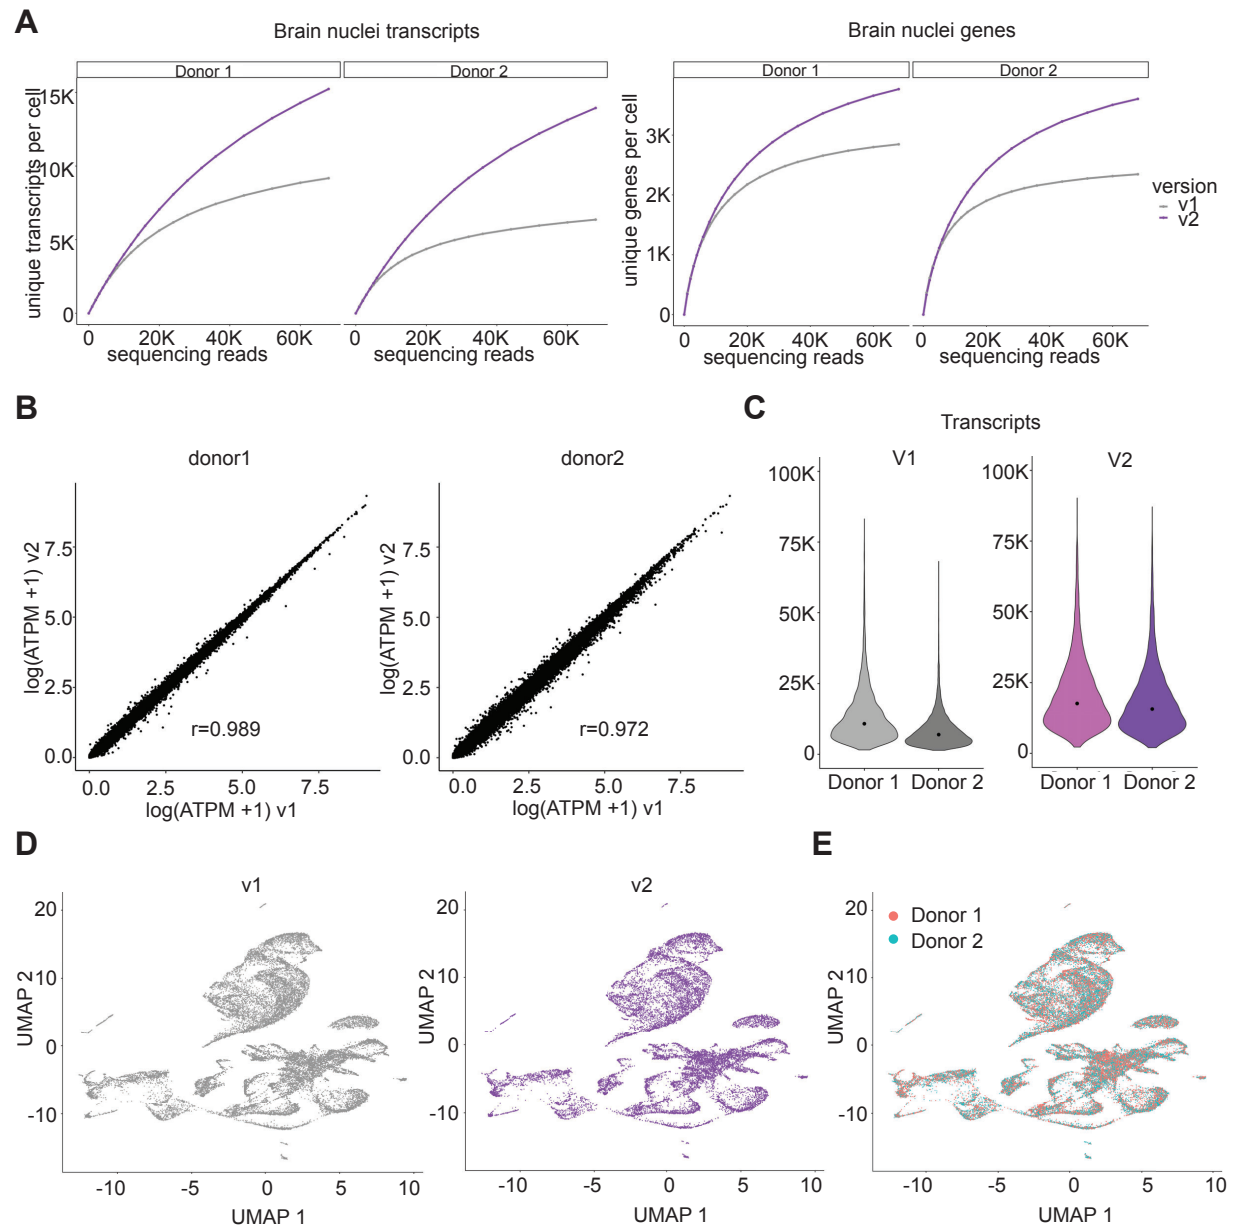 A
Brain nuclei transcripts
Brain nuclei genes
Donor 1
Donor 2
Donor 1
Donor 2
unique transcripts per cell
15K
10K
5K
0
0
20K
40K
60K
0
20K
40K
60K
sequencing reads
sequencing reads
unique genes per cell
3K
2K
1K
0
0
20K
40K
60K
0
20K
40K
60K
sequencing reads
sequencing reads
version
v1
v2
B
donor1
log(ATPM +1) v2
7.5
5.0
2.5
0.0
r=0.989
0.0
2.5
5.0
7.5
log(ATPM +1) v1
donor2
log(ATPM +1) v2
7.5
5.0
2.5
0.0
r=0.972
0.0
2.5
5.0
7.5
log(ATPM +1) v1
C
Transcripts
V1
100K
75K
50K
25K
0
Donor 1
Donor 2
V2
100K
75K
50K
25K
0
Donor 1
Donor 2
D
v1
UMAP 2
20
10
0
-10
-10
-5
0
5
10
UMAP 1
v2
UMAP 2
20
10
0
-10
-10
-5
0
5
10
UMAP 1
E
Donor 1
Donor 2
UMAP 2
20
10
0
-10
-10
-5
0
5
10
UMAP 1